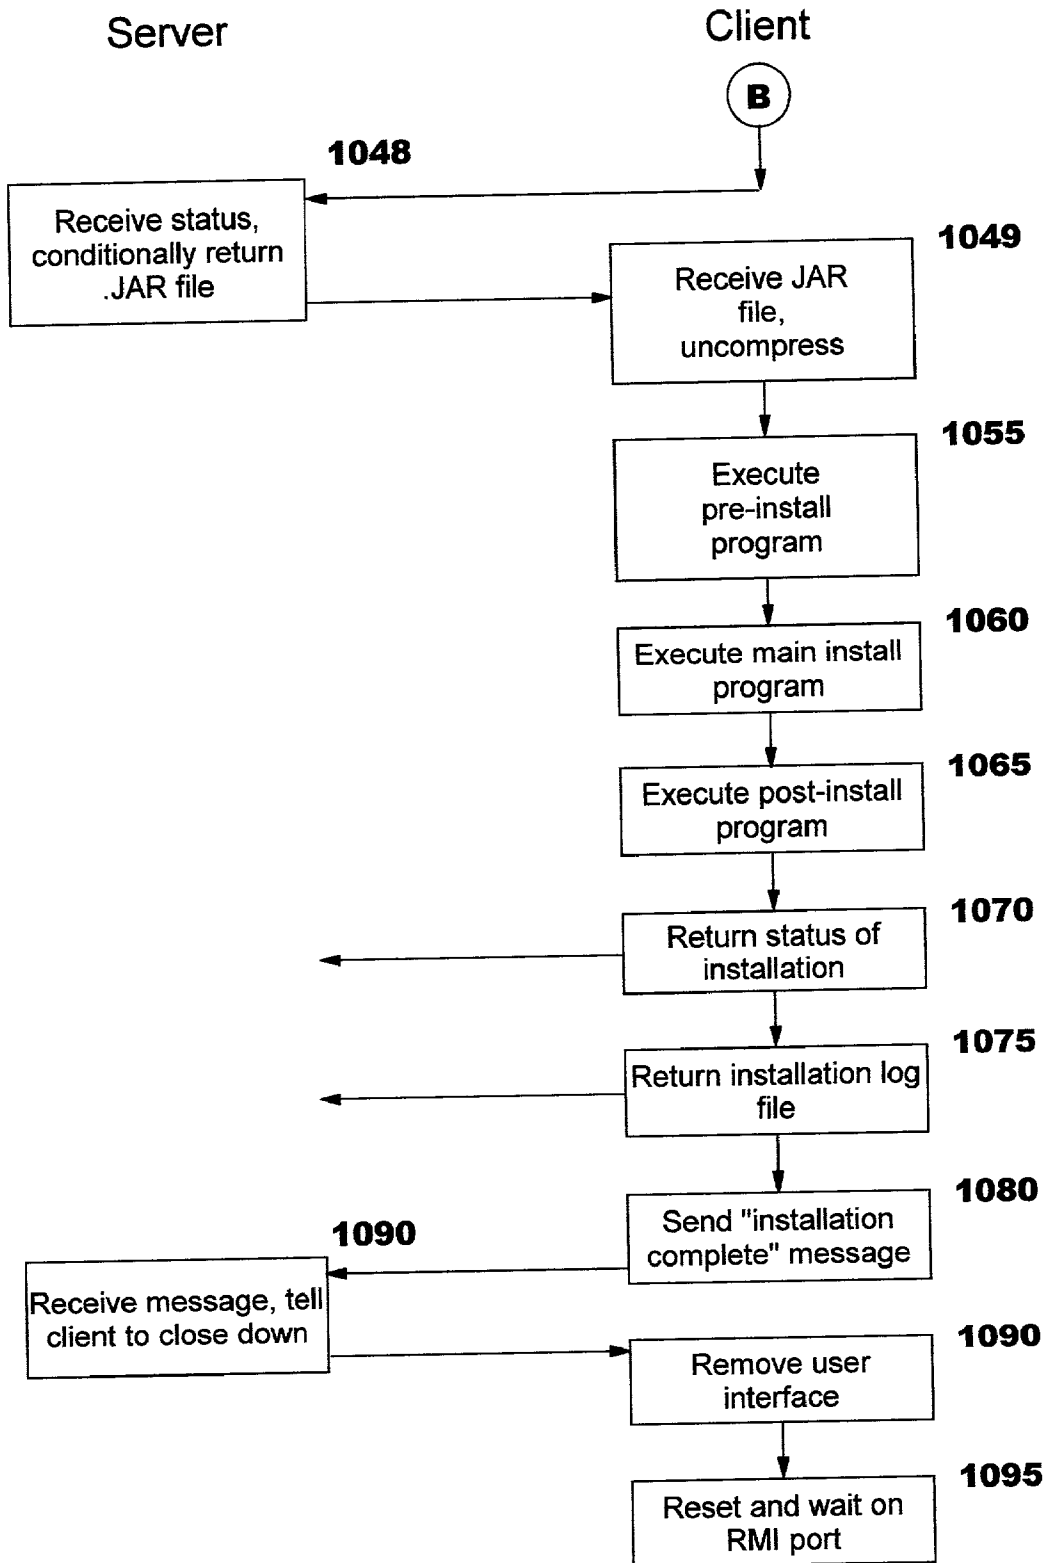 Server
Client
B
1048
Receive status,
conditionally return
.JAR file
1049
Receive JAR
file,
uncompress
1055
Execute
pre-install
program
1060
Execute main install
program
1065
Execute post-install
program
1070
Return status of
installation
1075
Return installation log
file
1080
Send "installation
complete" message
1090
Receive message, tell
client to close down
1090
Remove user
interface
1095
Reset and wait on
RMI port